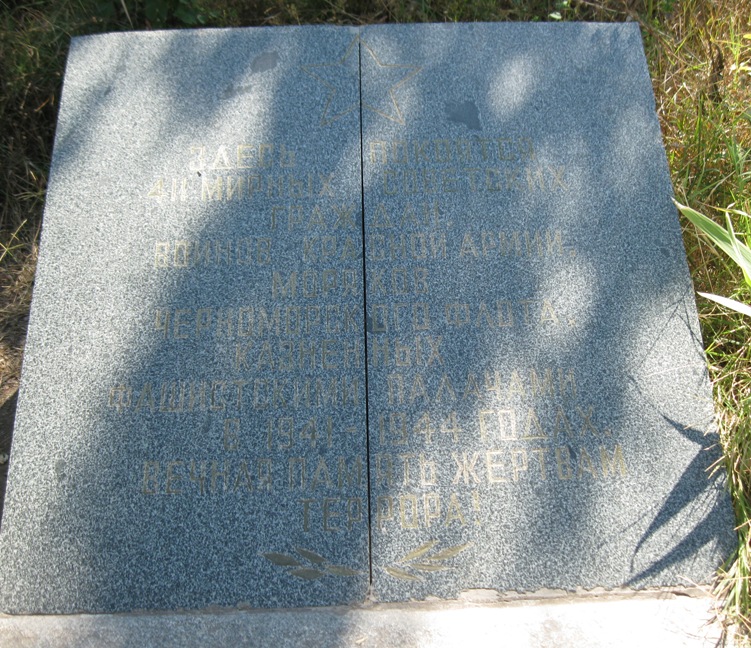 ЗДЕСЬ ПОКОЯТСЯ
411 МИРНЫХ СОВЕТСКИХ
ГРАЖДАН,
ВОИНОВ КРАСНОЙ АРМИИ,
МОРЯКОВ
ЧЕРНОМОРСКОГО ФЛОТА,
КАЗНЕННЫХ
ФАШИСТСКИМИ ПАЛАЧАМИ
В 1941-1944 ГОДАХ.
ВЕЧНАЯ ПАМЯТЬ ЖЕРТВАМ
ТЕРРОРА!